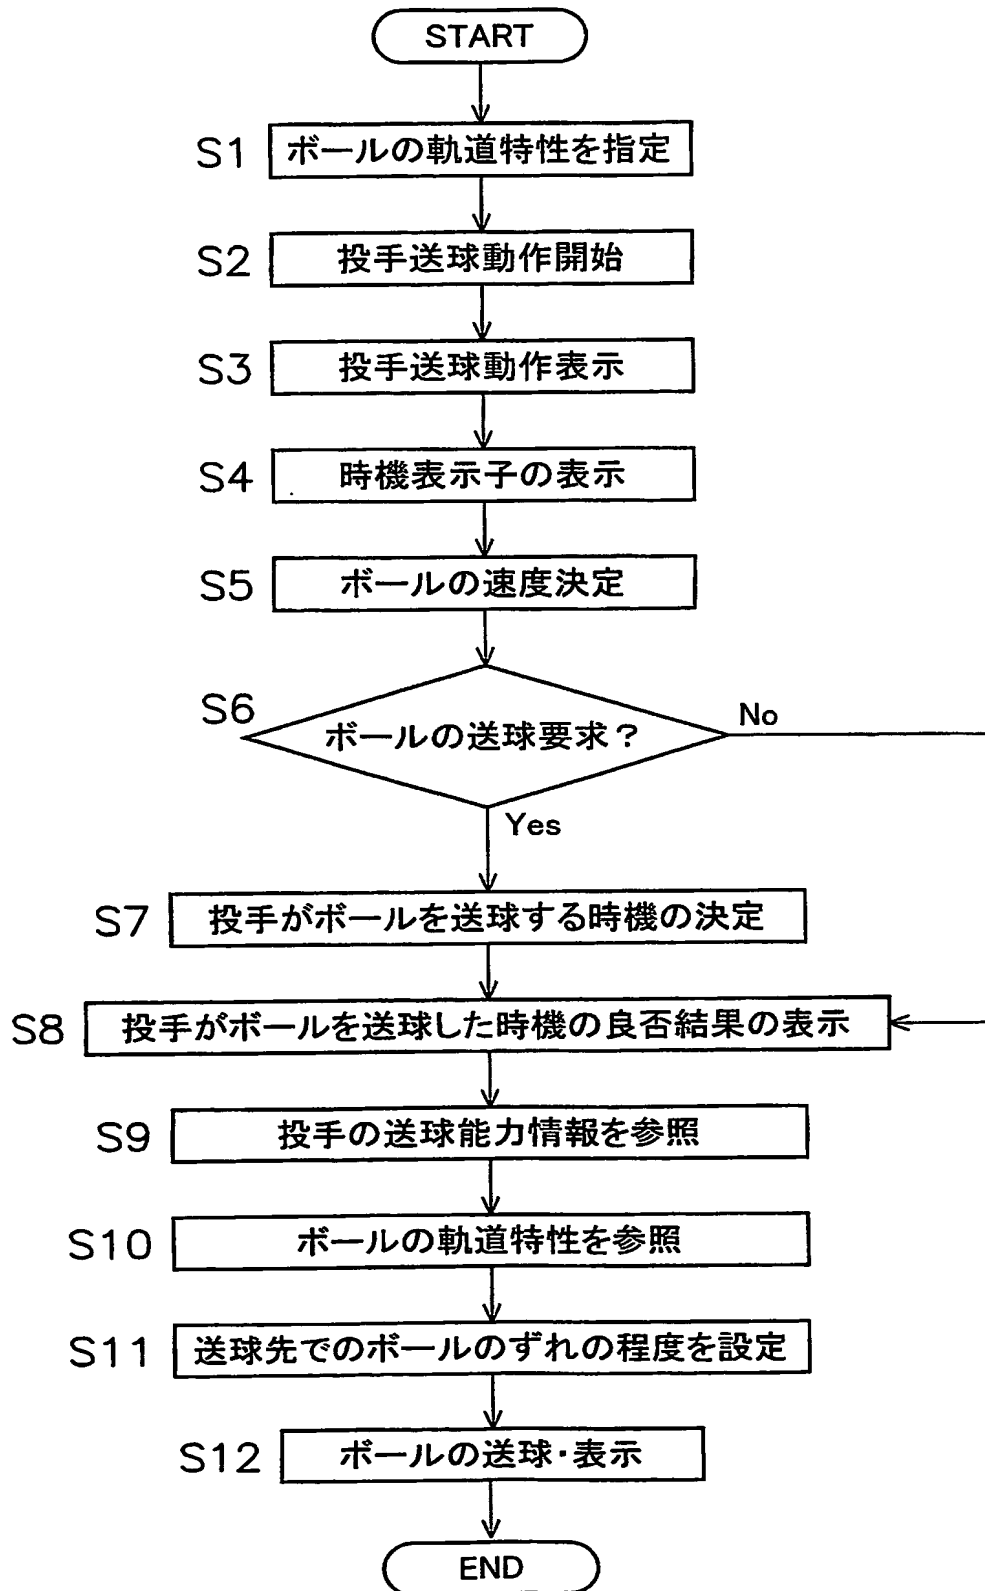 START
S1 ボールの軌道特性を指定
S2 投手送球動作開始
S3 投手送球動作表示
S4 時機表示子の表示
S5 ボールの速度決定
S6 ボールの送球要求？ No
Yes
S7 投手がボールを送球する時機の決定
S8 投手がボールを送球した時機の良否結果の表示
S9 投手の送球能力情報を参照
S10 ボールの軌道特性を参照
S11 送球先でのボールのずれの程度を設定
S12 ボールの送球・表示
END